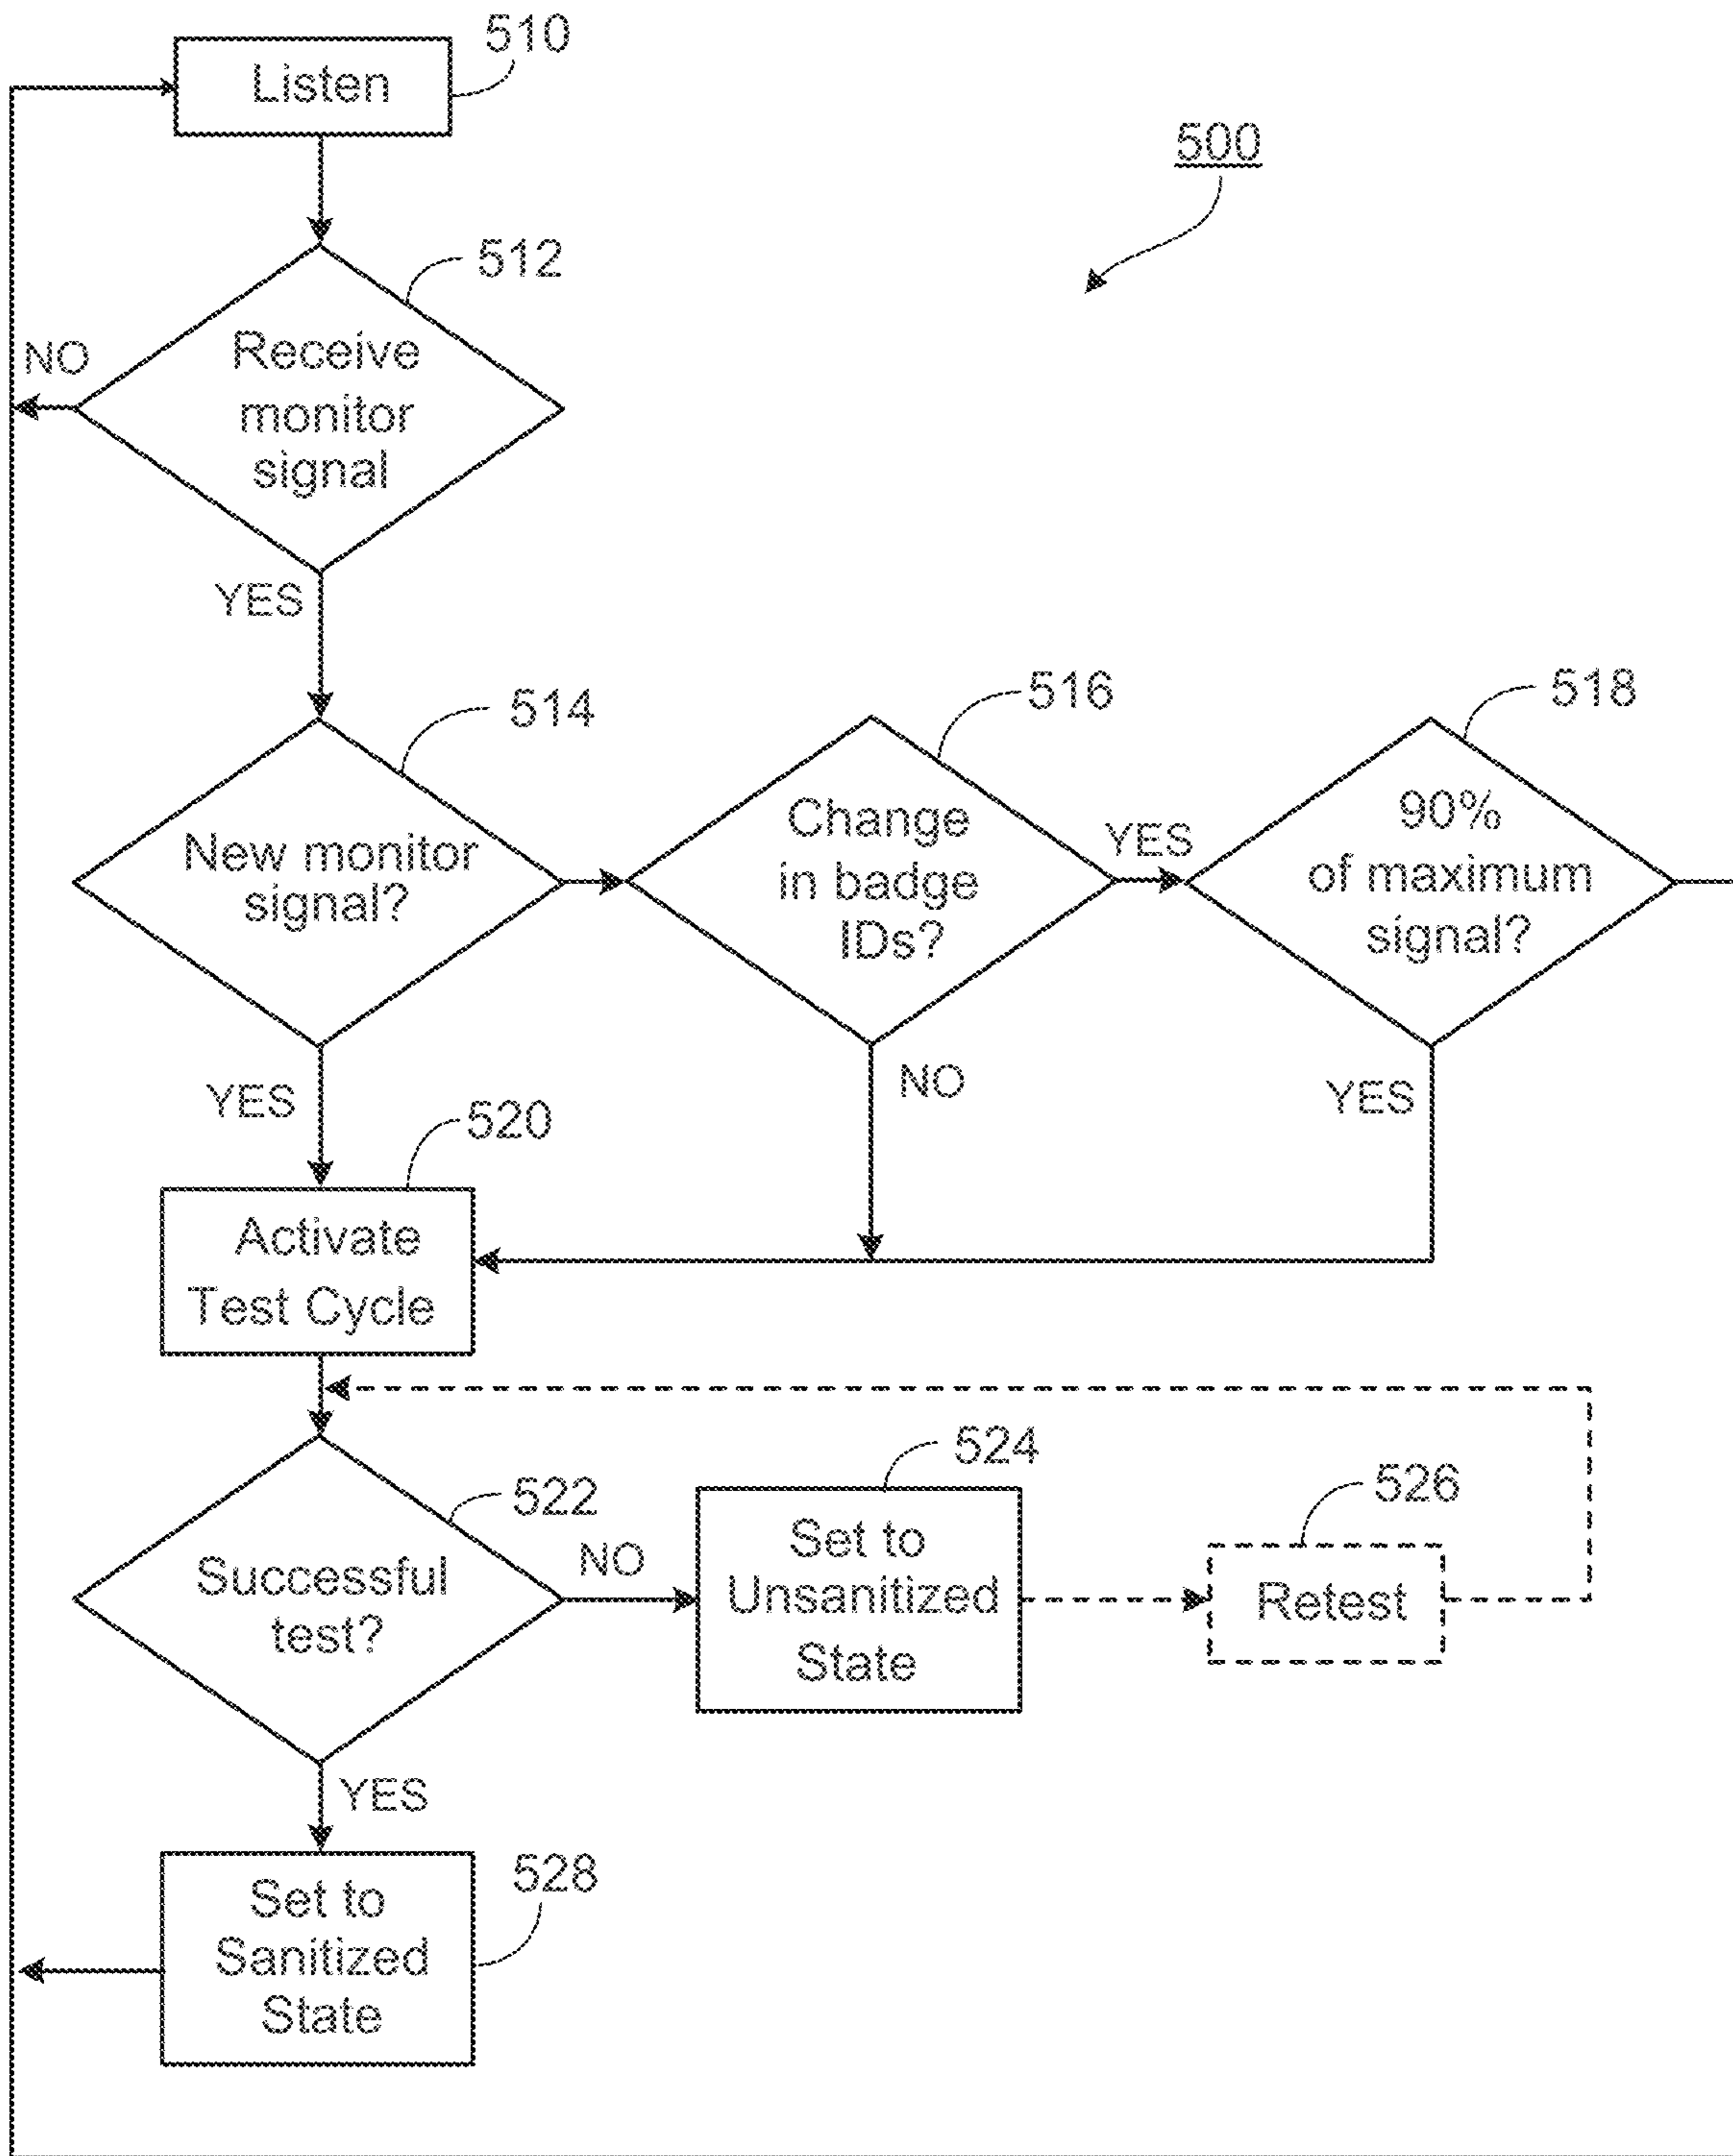 510
Listen
500
512
NO
Receive
monitor
signal
YES
514
516
518
New monitor
signal?
Change
in badge
IDs?
YES
90%
of maximum
signal?
YES
NO
YES
520
Activate
Test Cycle
522
524
526
Successful
test?
NO
Set to
Unsanitized
State
Retest
YES
528
Set to
Sanitized
State